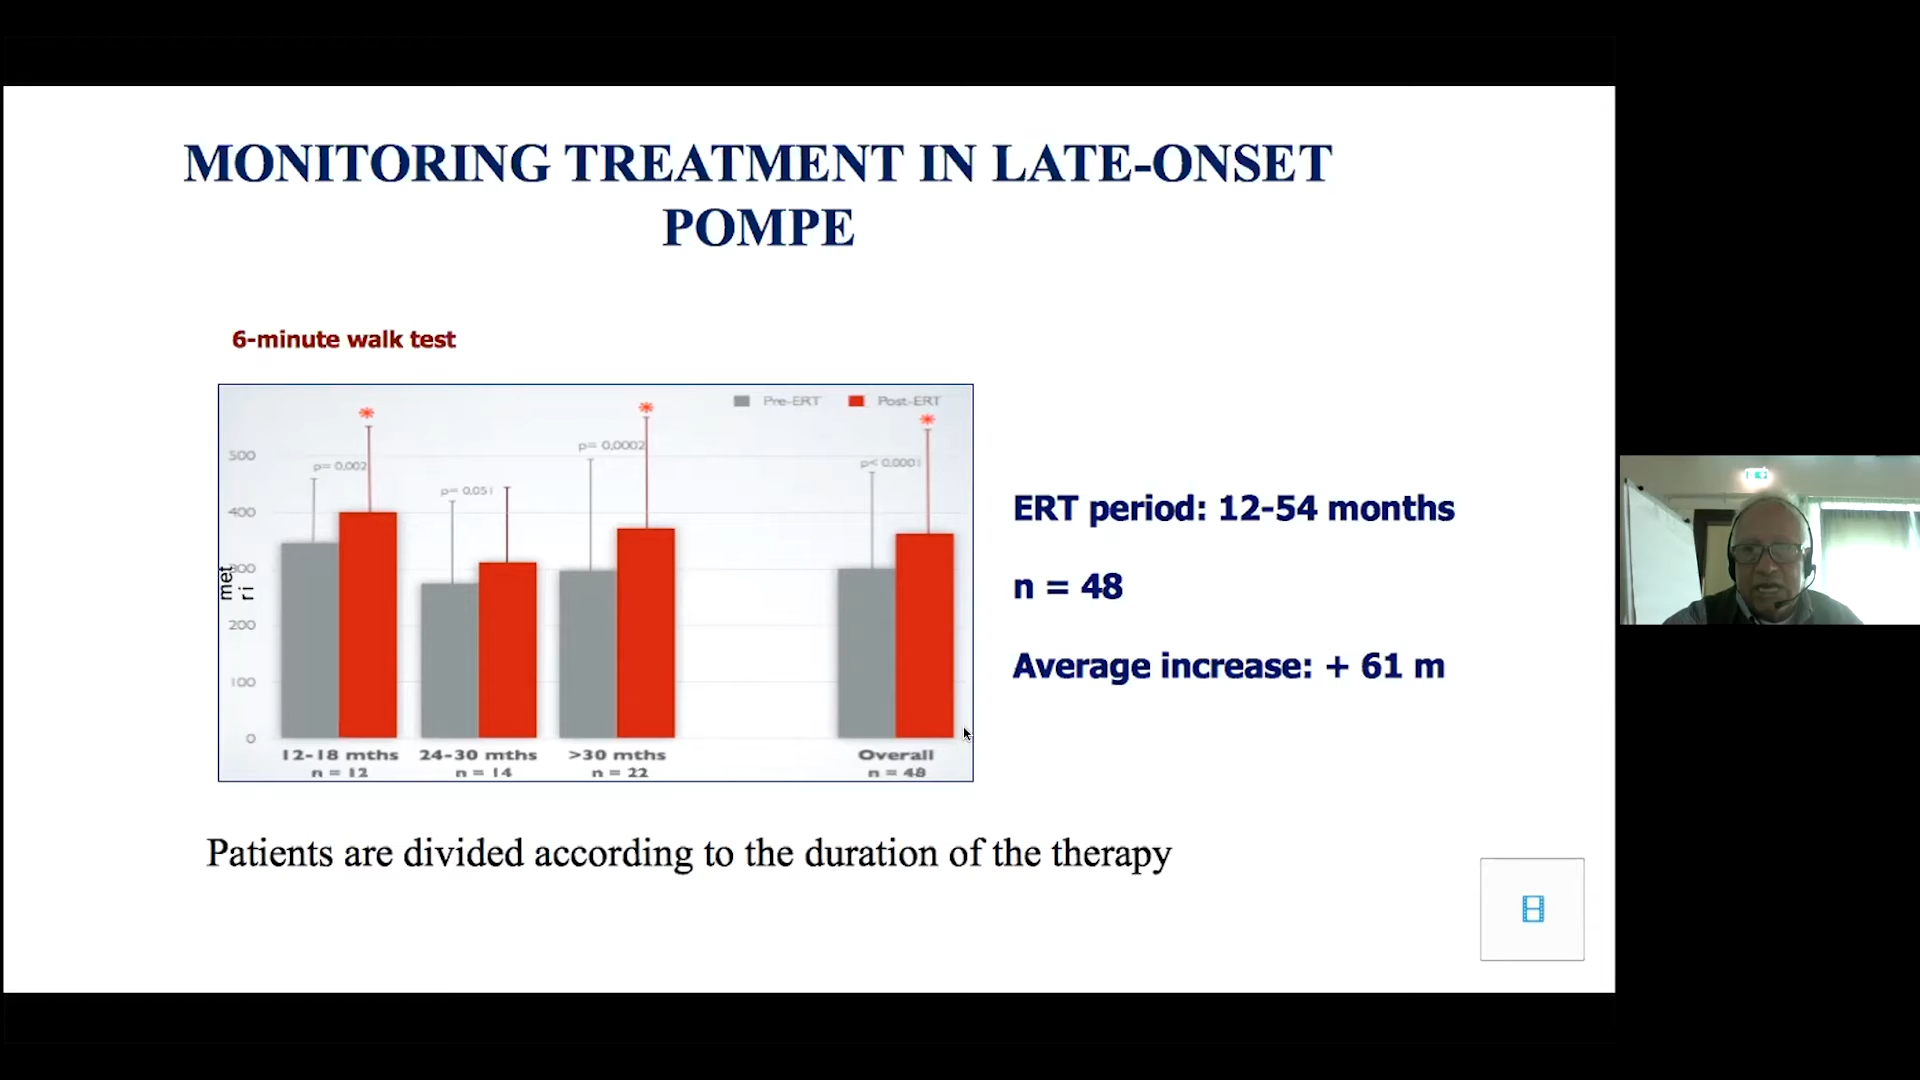 MONITORING TREATMENT IN LATE-ONSET
POMPE
6-minute walk test
Pre-ERT Post-ERT
p= 0,002
p= 0,051
p= 0,0002
p< 0,0001
500
400
300
200
100
0
met
ri
12-18 mths 24-30 mths >30 mths Overall
n = 12 n = 14 n = 22 n = 48
ERT period: 12-54 months
n = 48
Average increase: + 61 m
Patients are divided according to the duration of the therapy